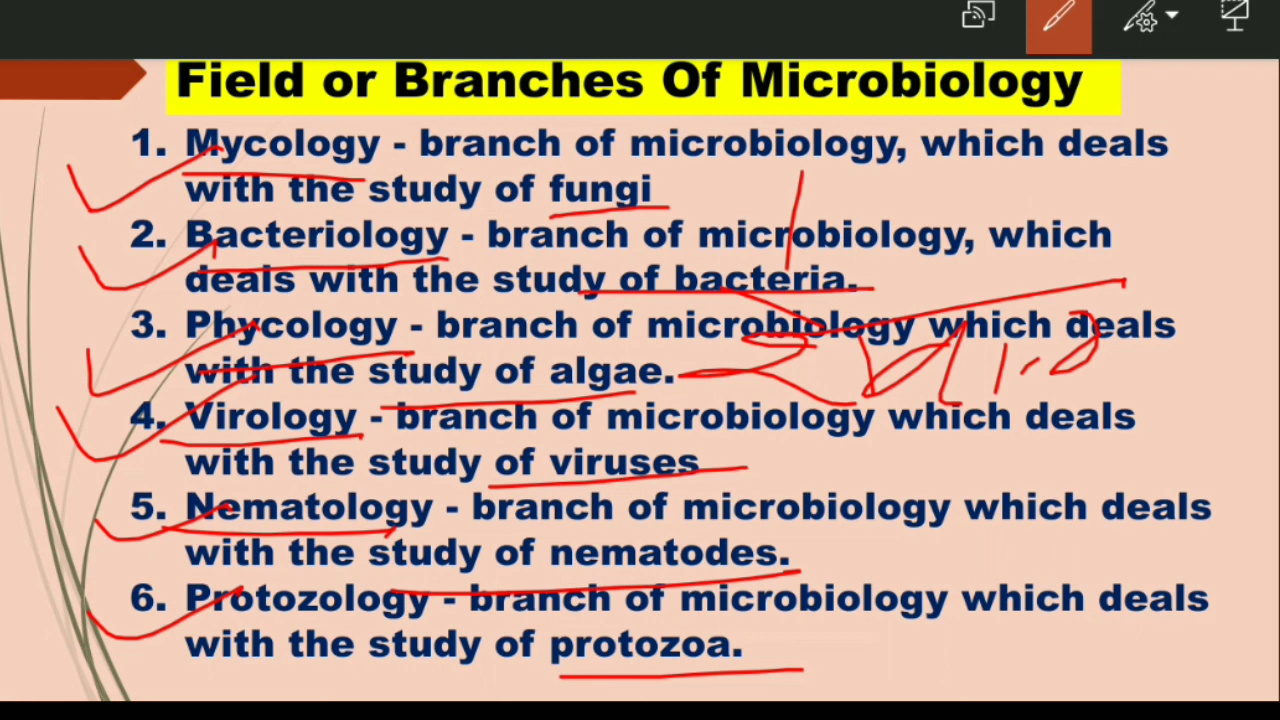 Field or Branches Of Microbiology
1. Mycology - branch of microbiology, which deals
with the study of fungi
2. Bacteriology - branch of microbiology, which
deals with the study of bacteria.
3. Phycology - branch of microbiology which deals
with the study of algae.
4. Virology - branch of microbiology which deals
with the study of viruses
5. Nematology - branch of microbiology which deals
with the study of nematodes.
6. Protozology - branch of microbiology which deals
with the study of protozoa.